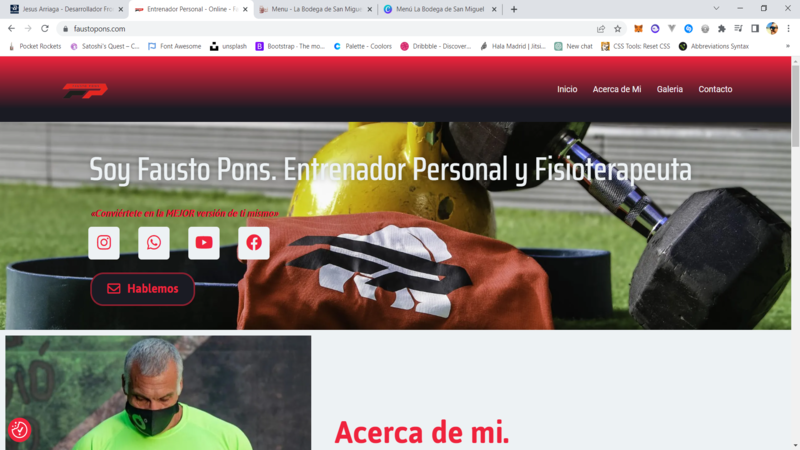 Jesus Arriaga - Desarrollador Fro
Entrenador Personal - Online - F
Menu - La Bodega de San Migue
Menú La Bodega de San Miguel
faustopons.com
Pocket Rockets
Satoshi's Quest – C...
Font Awesome
unsplash
Bootstrap · The mo...
Palette - Coolors
Dribbble - Discover...
Hala Madrid | Jitsi...
New chat
CSS Tools: Reset CSS
Abbreviations Syntax
Inicio
Acerca de Mi
Galeria
Contacto
Soy Fausto Pons. Entrenador Personal y Fisioterapeuta
«Conviértete en la MEJOR versión de ti mismo»
Hablemos
Acerca de mi.